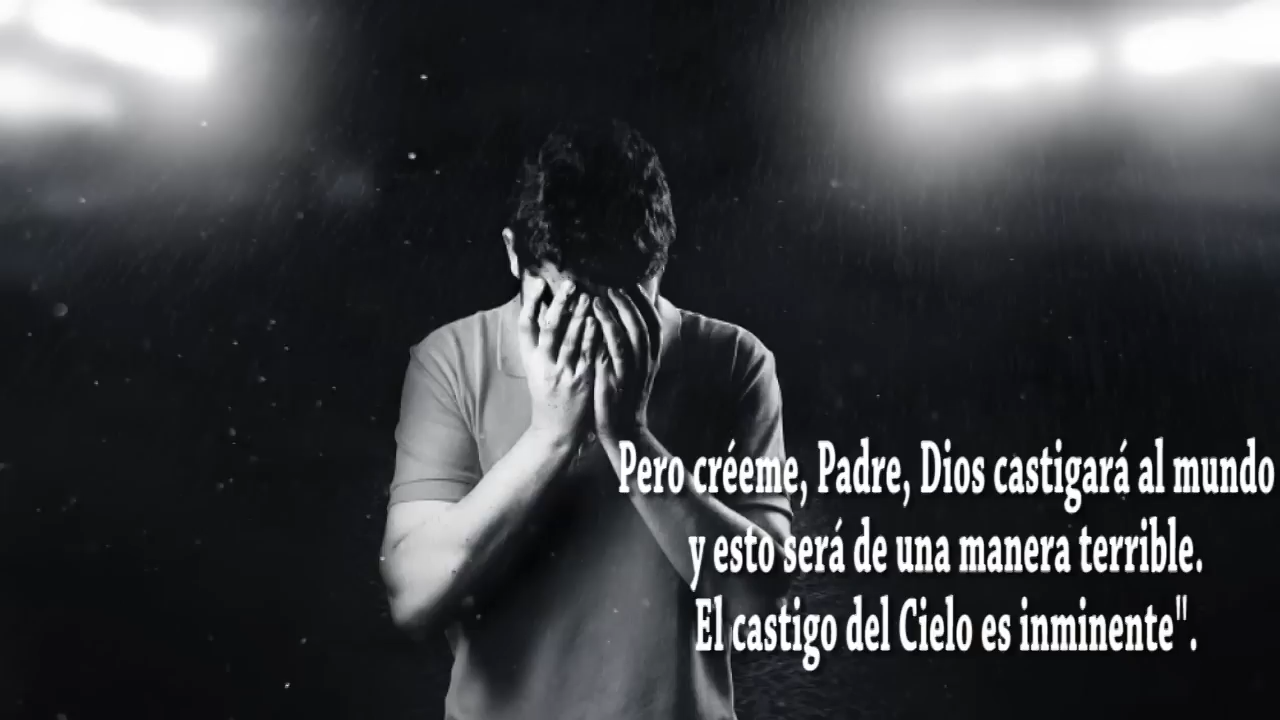 Pero créeme, Padre, Dios castigará al mundo
y esto será de una manera terrible.
El castigo del Cielo es inminente".